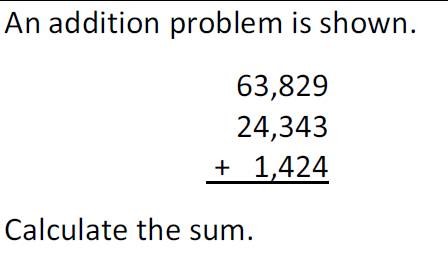 An addition problem is shown.
63,829
24,343
+ 1,424
Calculate the sum.